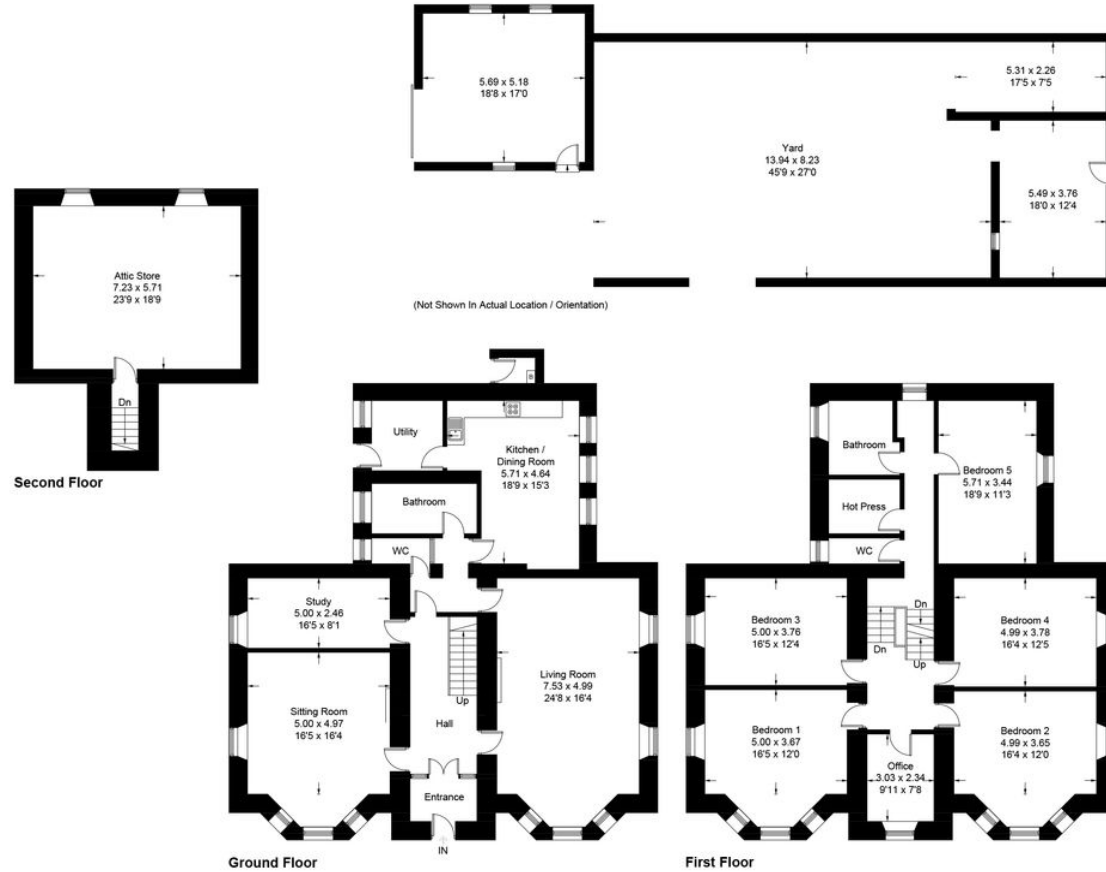 5.69 x 5.18
18'8 x 17'0
5.31 x 2.26
17'5 x 7'5
Yard
13.94 x 8.23
45'9 x 27'0
5.49 x 3.76
18'0 x 12'4
(Not Shown In Actual Location / Orientation)
Attic Store
7.23 x 5.71
23'9 x 18'9
Dn
Second Floor
Utility
Kitchen /
Dining Room
5.71 x 4.64
18'9 x 15'3
Bathroom
WC
Study
5.00 x 2.46
16'5 x 8'1
Sitting Room
5.00 x 4.97
16'5 x 16'4
Up
Hall
Living Room
7.53 x 4.99
24'8 x 16'4
Entrance
IN
Ground Floor
Bathroom
Bedroom 5
5.71 x 3.44
18'9 x 11'3
Hot Press
WC
Bedroom 3
5.00 x 3.76
16'5 x 12'4
Dn
Dn
Up
Bedroom 4
4.99 x 3.78
16'4 x 12'5
Bedroom 1
5.00 x 3.67
16'5 x 12'0
Office
3.03 x 2.34
9'11 x 7'8
Bedroom 2
4.99 x 3.65
16'4 x 12'0
First Floor